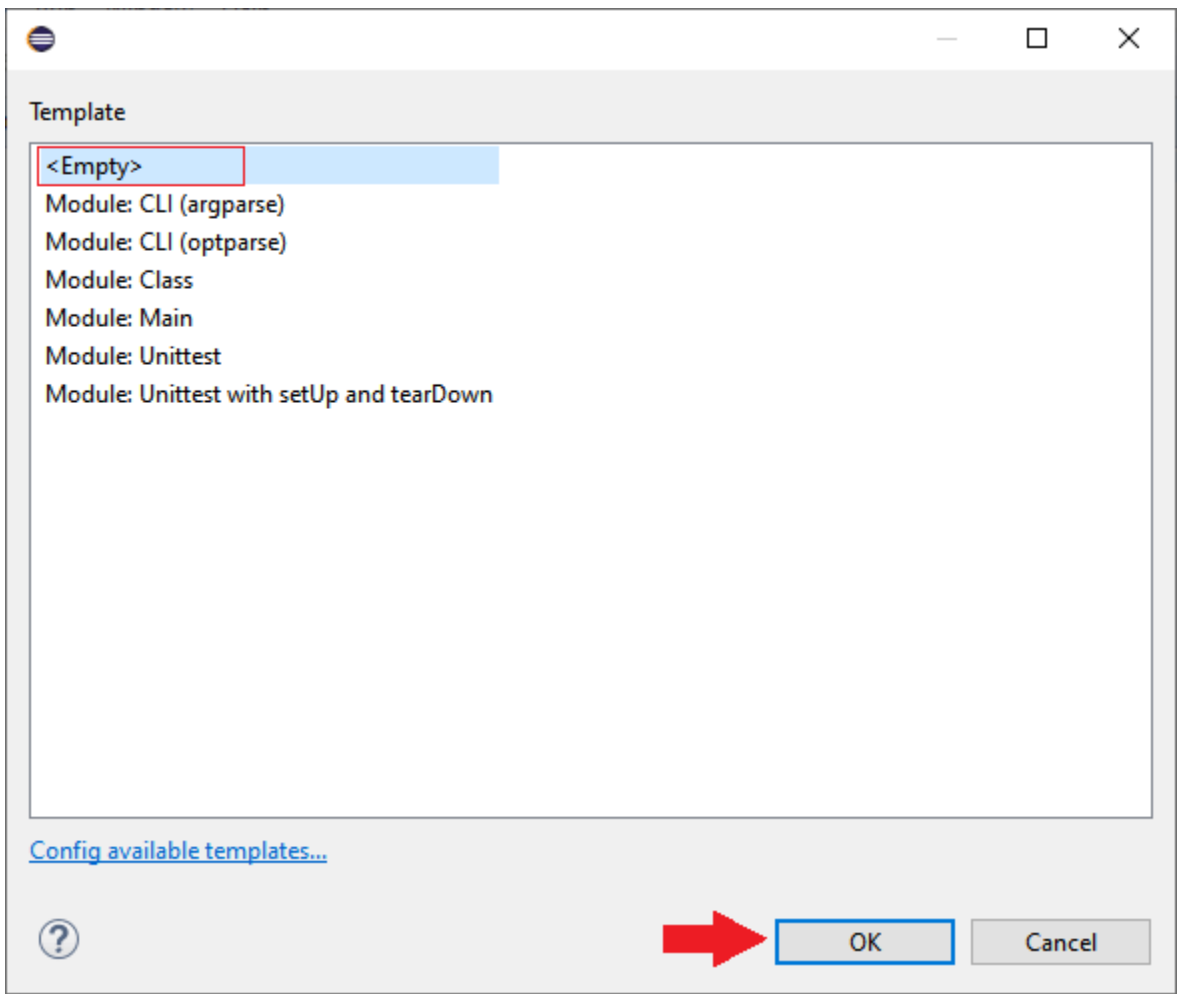 Template
<Empty>
Module: CLI (argparse)
Module: CLI (optparse)
Module: Class
Module: Main
Module: Unittest
Module: Unittest with setUp and tearDown
Config available templates...
?
OK
Cancel